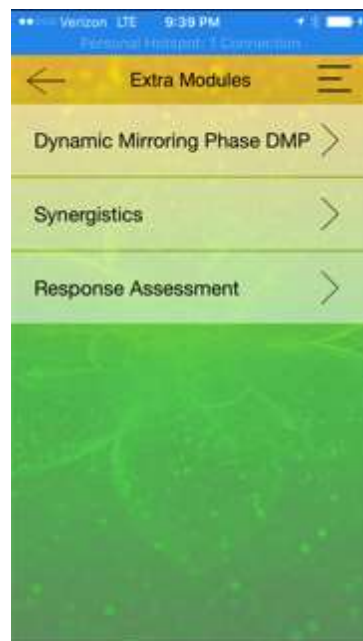 Verizon LTE 9:39 PM
Personal Hotspot: 1 Connection
Extra Modules
Dynamic Mirroring Phase DMP
Synergistics
Response Assessment